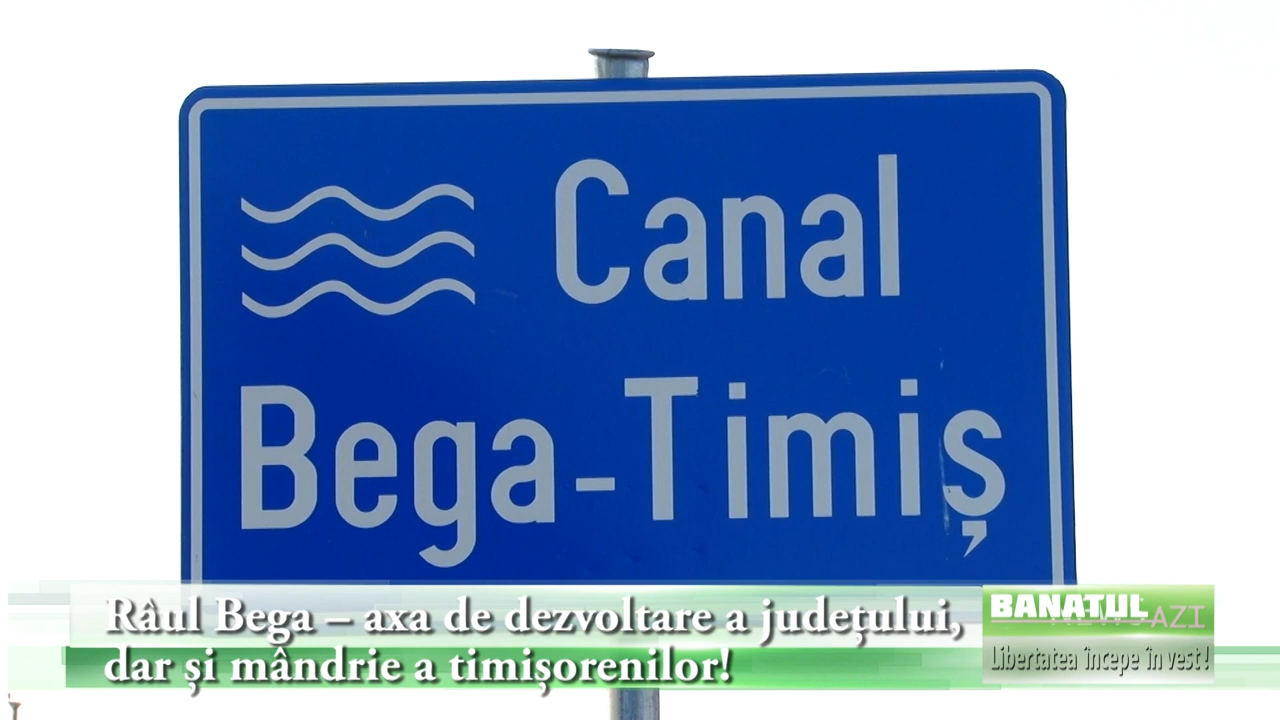 Canal
Bega-Timiș
Râul Bega – axa de dezvoltare a județului,
dar și mândrie a timișorenilor!
BANATUL
AZI
Libertatea începe în vest!